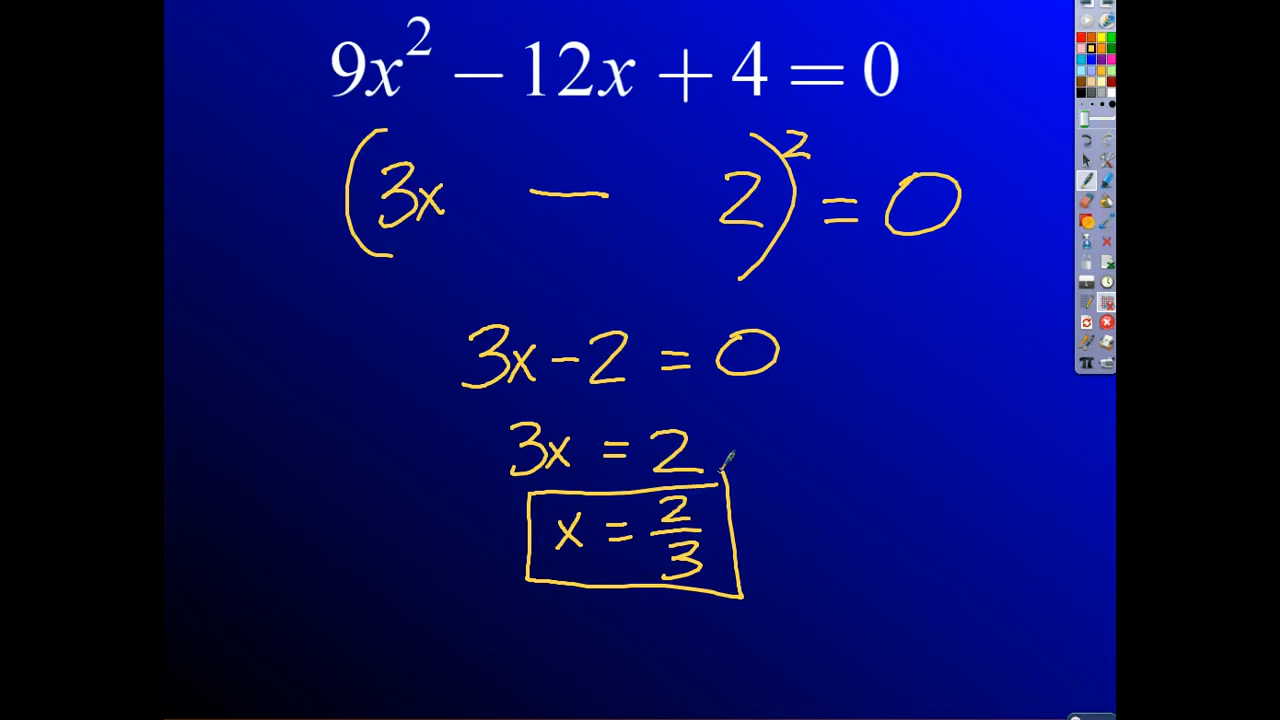 9x² − 12x + 4 = 0
(3x − 2)² = 0
3x − 2 = 0
3x = 2
x = 2/3